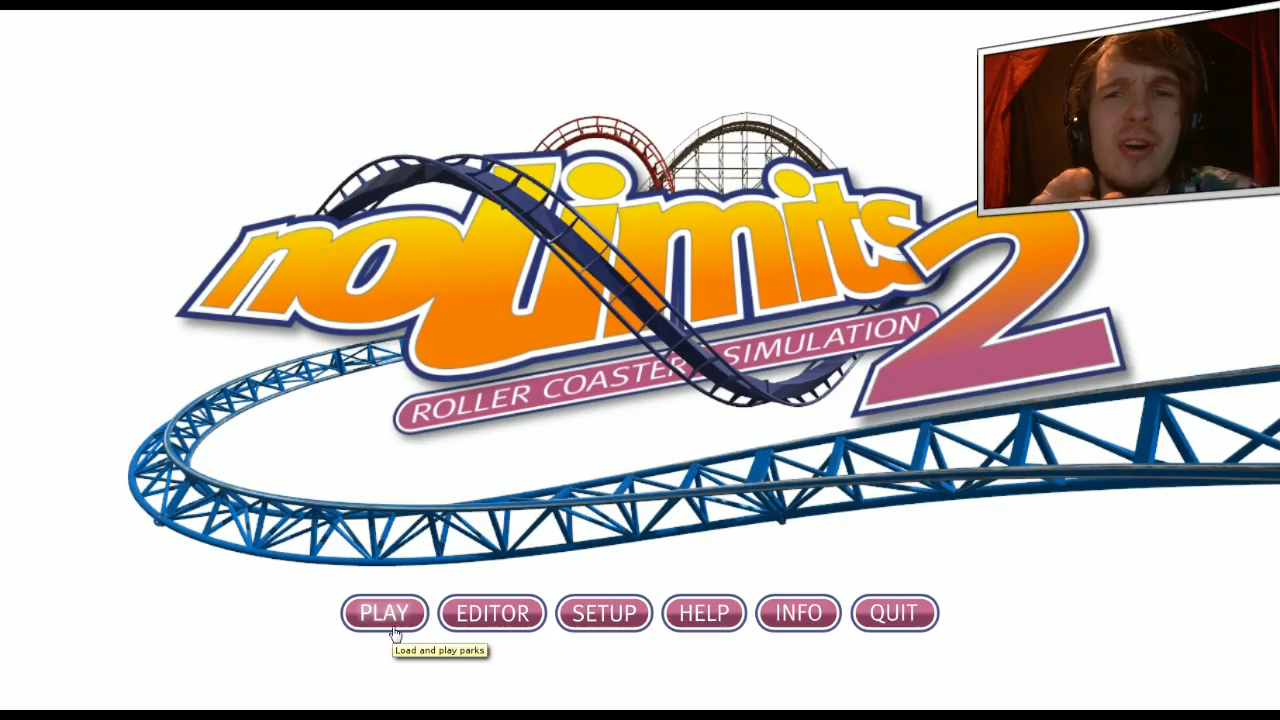 noLimits 2
ROLLER COASTER SIMULATION
PLAY EDITOR SETUP HELP INFO QUIT
Load and play parks